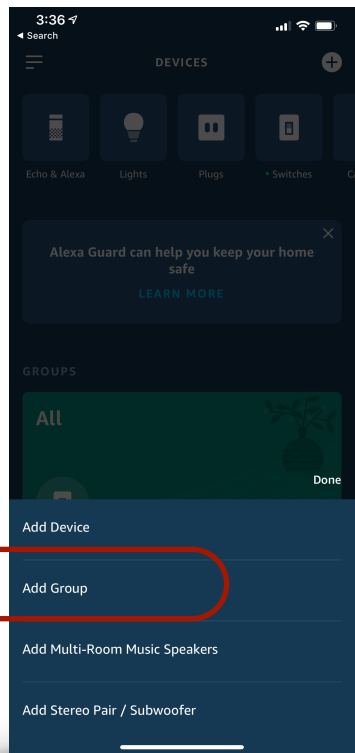 3:36
Search
DEVICES
Echo & Alexa Lights Plugs Switches C
Alexa Guard can help you keep your home
safe
LEARN MORE
GROUPS
All
Done
Add Device
Add Group
Add Multi-Room Music Speakers
Add Stereo Pair / Subwoofer